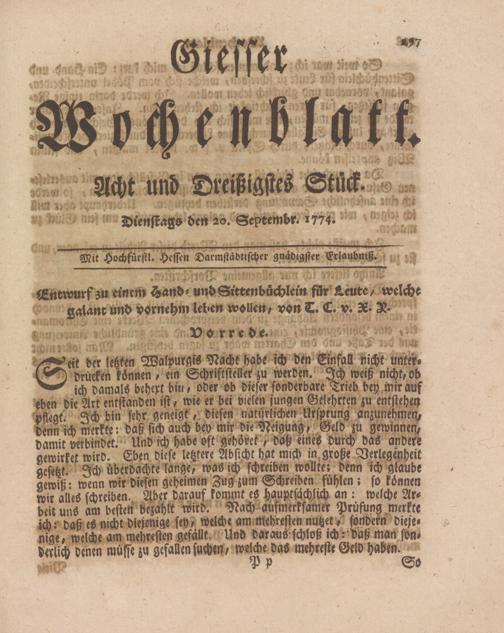 297
Giesser
Wochenblatt.
Acht und Dreißigstes Stück.
Dienstags den 20. Septembr. 1774.
Mit Hochfürstl. Hessen Darmstädtischer gnädigster Erlaubniß.
Entwurf zu einem Hand- und Sittenbüchlein für Leute, welche
galant und vornehm leben wollen, von T. C. v. X. Y.
Vorrede.
Seit der letzten Walpurgis Nacht habe ich den Einfall nicht unter-
drücken können, ein Schriftsteller zu werden. Ich weiß nicht, ob
ich damals behext bin, oder ob dieser sonderbare Trieb bey mir auf
eben die Art entstanden ist, wie er bey vielen jungen Gelehrten zu entstehen
pflegt. Ich bin sehr geneigt, diesen natürlichen Ursprung anzunehmen,
denn ich merkte: daß sich auch bey mir die Neigung, Geld zu gewinnen,
damit verbindet. Und ich habe oft gehöret, daß eines durch das andere
gewirket wird. Eben diese letztere Absicht hat mich in große Verlegenheit
gesetzt. Ich überdachte lange, was ich schreiben wollte; denn ich glaube
gewiß: wenn wir diesen geheimen Zug zum Schreiben fühlen; so können
wir alles schreiben. Aber darauf kommt es hauptsächlich an: welche Ar-
beit uns am besten bezahlt wird. Nach aufmerksamer Prüfung merkte
ich: daß es nicht diejenige sey, welche am mehresten nutzet, sondern dieje-
nige, welche am mehresten gefällt. Und daraus schloß ich: daß man son-
derlich denen müsse zu gefallen suchen, welche das mehreste Geld haben.
P p
So